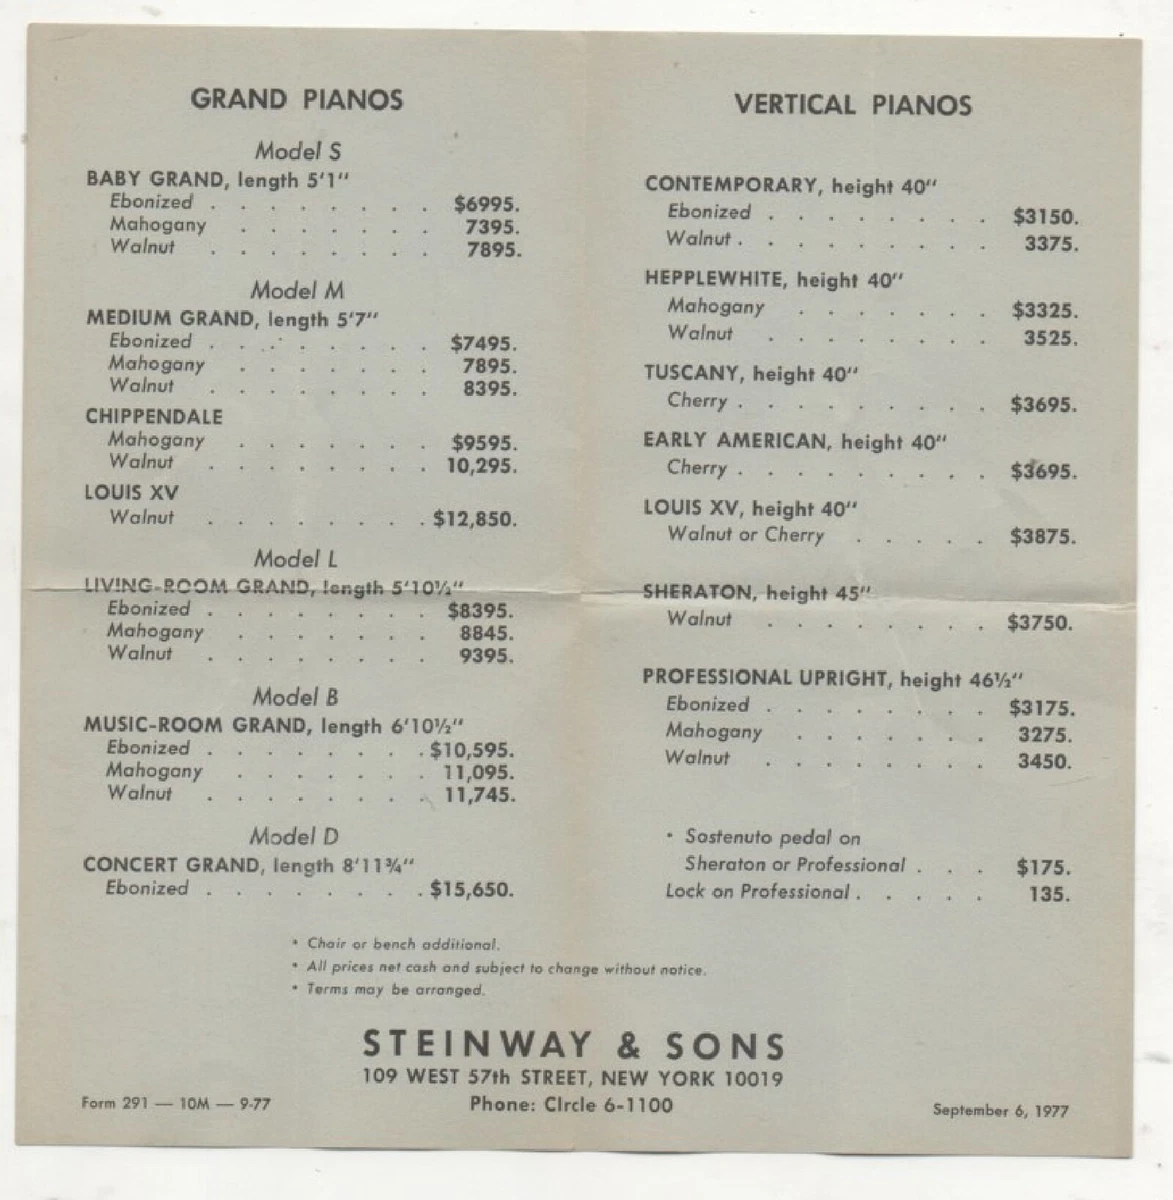 GRAND PIANOS
Model S
BABY GRAND, length 5'1"
Ebonized . . . . . . . . $6995.
Mahogany . . . . . . . 7395.
Walnut . . . . . . . . 7895.
Model M
MEDIUM GRAND, length 5'7"
Ebonized . . . . . . . . $7495.
Mahogany . . . . . . . 7895.
Walnut . . . . . . . . 8395.
CHIPPENDALE
Mahogany . . . . . . . $9595.
Walnut . . . . . . . . 10,295.
LOUIS XV
Walnut . . . . . . . . $12,850.
Model L
LIVING-ROOM GRAND, length 5'10½"
Ebonized . . . . . . . . $8395.
Mahogany . . . . . . . 8845.
Walnut . . . . . . . . 9395.
Model B
MUSIC-ROOM GRAND, length 6'10½"
Ebonized . . . . . . . . $10,595.
Mahogany . . . . . . . 11,095.
Walnut . . . . . . . . 11,745.
Model D
CONCERT GRAND, length 8'11¾"
Ebonized . . . . . . . . $15,650.
VERTICAL PIANOS
CONTEMPORARY, height 40"
Ebonized . . . . . . . . $3150.
Walnut . . . . . . . . . 3375.
HEPPLEWHITE, height 40"
Mahogany . . . . . . . $3325.
Walnut . . . . . . . . 3525.
TUSCANY, height 40"
Cherry . . . . . . . . . $3695.
EARLY AMERICAN, height 40"
Cherry . . . . . . . . . $3695.
LOUIS XV, height 40"
Walnut or Cherry . . . . . $3875.
SHERATON, height 45"
Walnut . . . . . . . . $3750.
PROFESSIONAL UPRIGHT, height 46½"
Ebonized . . . . . . . . $3175.
Mahogany . . . . . . . 3275.
Walnut . . . . . . . . 3450.
• Sostenuto pedal on
Sheraton or Professional . . . $175.
Lock on Professional . . . . . 135.
• Chair or bench additional.
• All prices net cash and subject to change without notice.
• Terms may be arranged.
STEINWAY & SONS
109 WEST 57th STREET, NEW YORK 10019
Phone: CIrcle 6-1100
Form 291 — 10M — 9-77
September 6, 1977